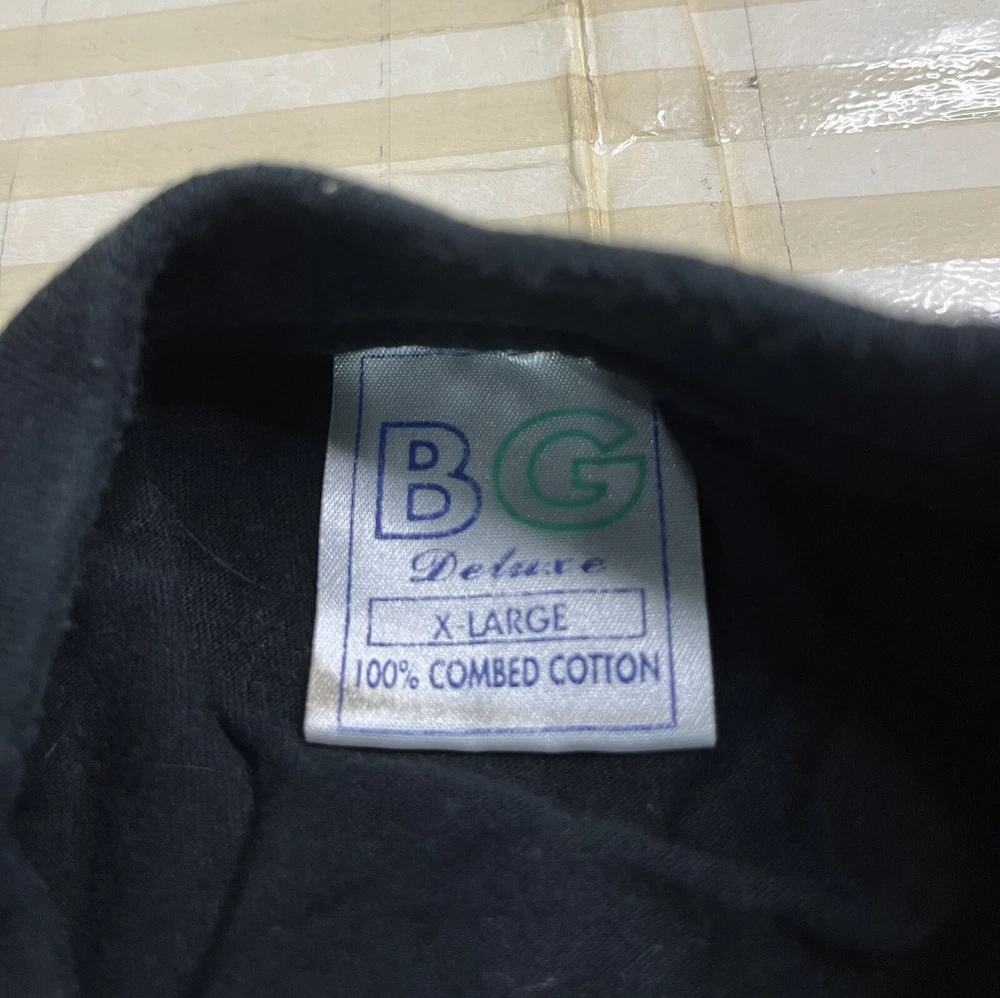 BG
Deluxe
X-LARGE
100% COMBED COTTON